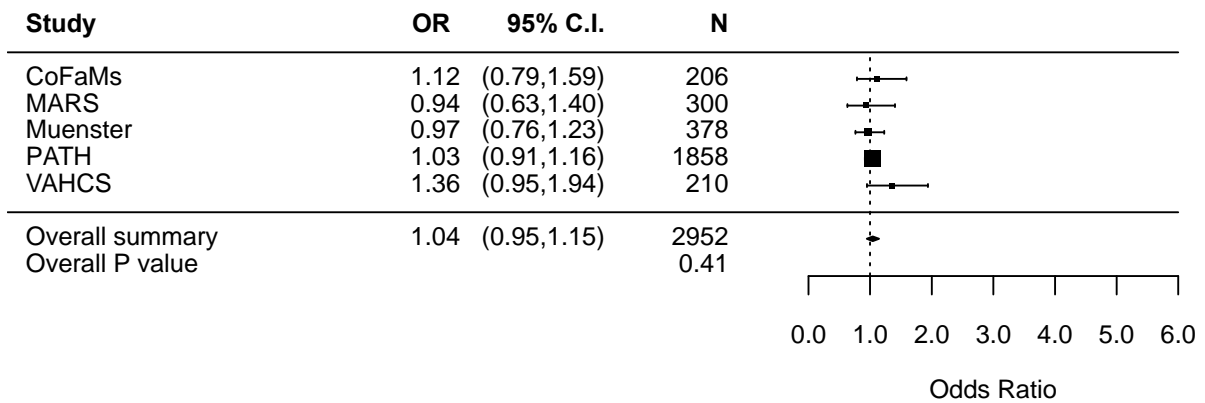 Study OR 95% C.I. N
CoFaMs 1.12 (0.79,1.59) 206
MARS 0.94 (0.63,1.40) 300
Muenster 0.97 (0.76,1.23) 378
PATH 1.03 (0.91,1.16) 1858
VAHCS 1.36 (0.95,1.94) 210
Overall summary 1.04 (0.95,1.15) 2952
Overall P value 0.41
0.0 1.0 2.0 3.0 4.0 5.0 6.0
Odds Ratio